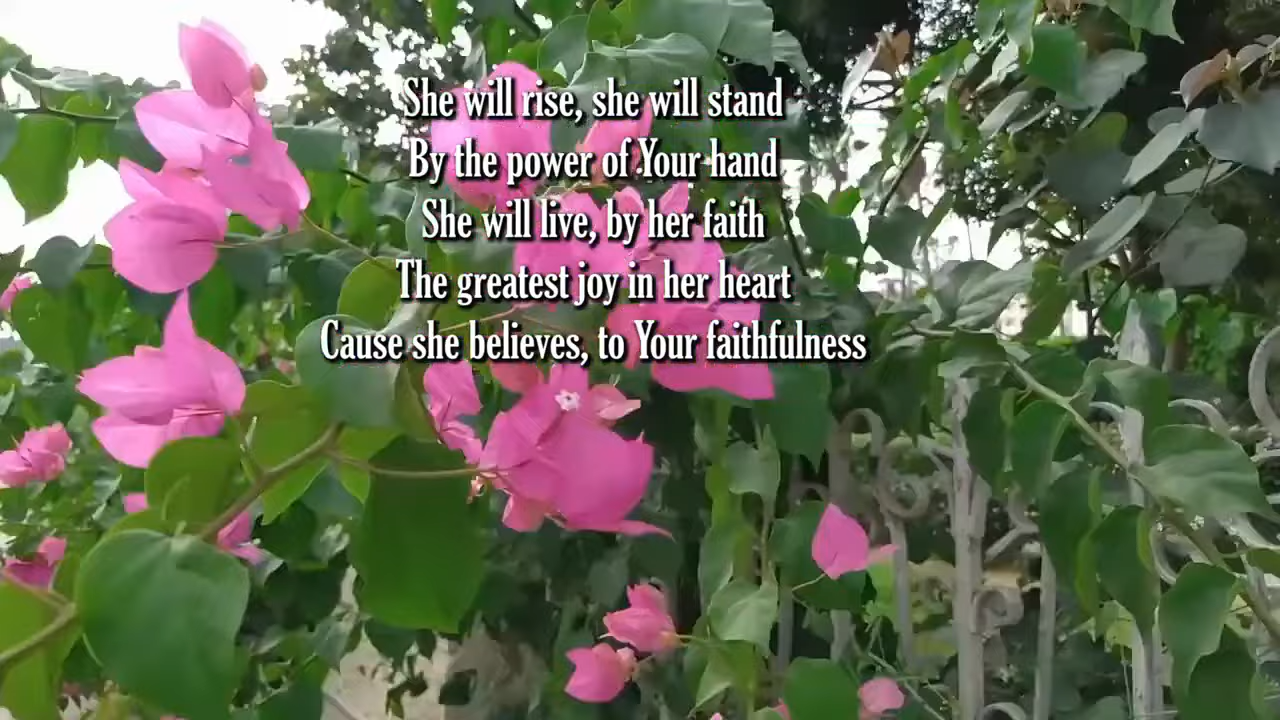 She will rise, she will stand
By the power of Your hand
She will live, by her faith
The greatest joy in her heart
Cause she believes, to Your faithfulness